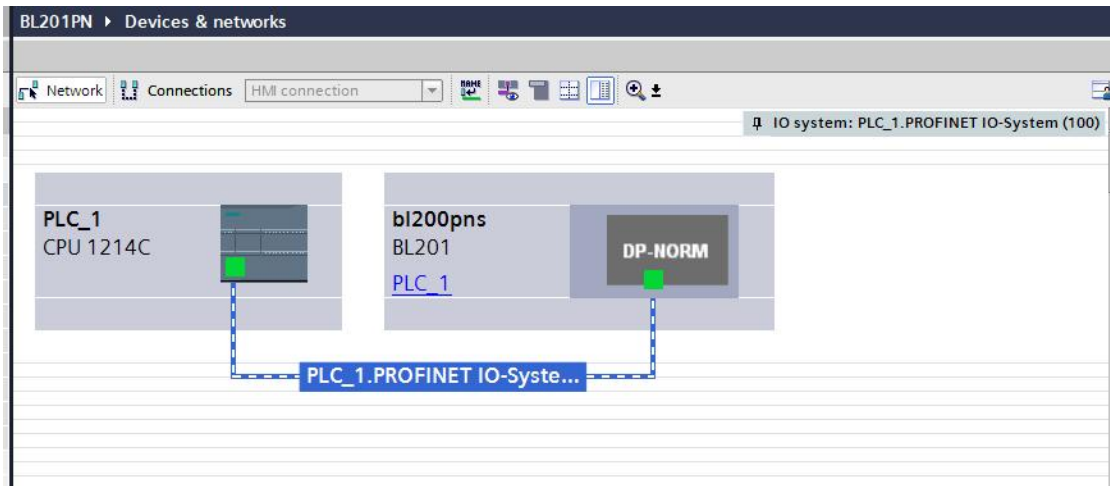 BL201PN ▸ Devices & networks
Network Connections HMI connection
IO system: PLC_1.PROFINET IO-System (100)
PLC_1
CPU 1214C
bl200pns
BL201
PLC_1
DP-NORM
PLC_1.PROFINET IO-Syste...